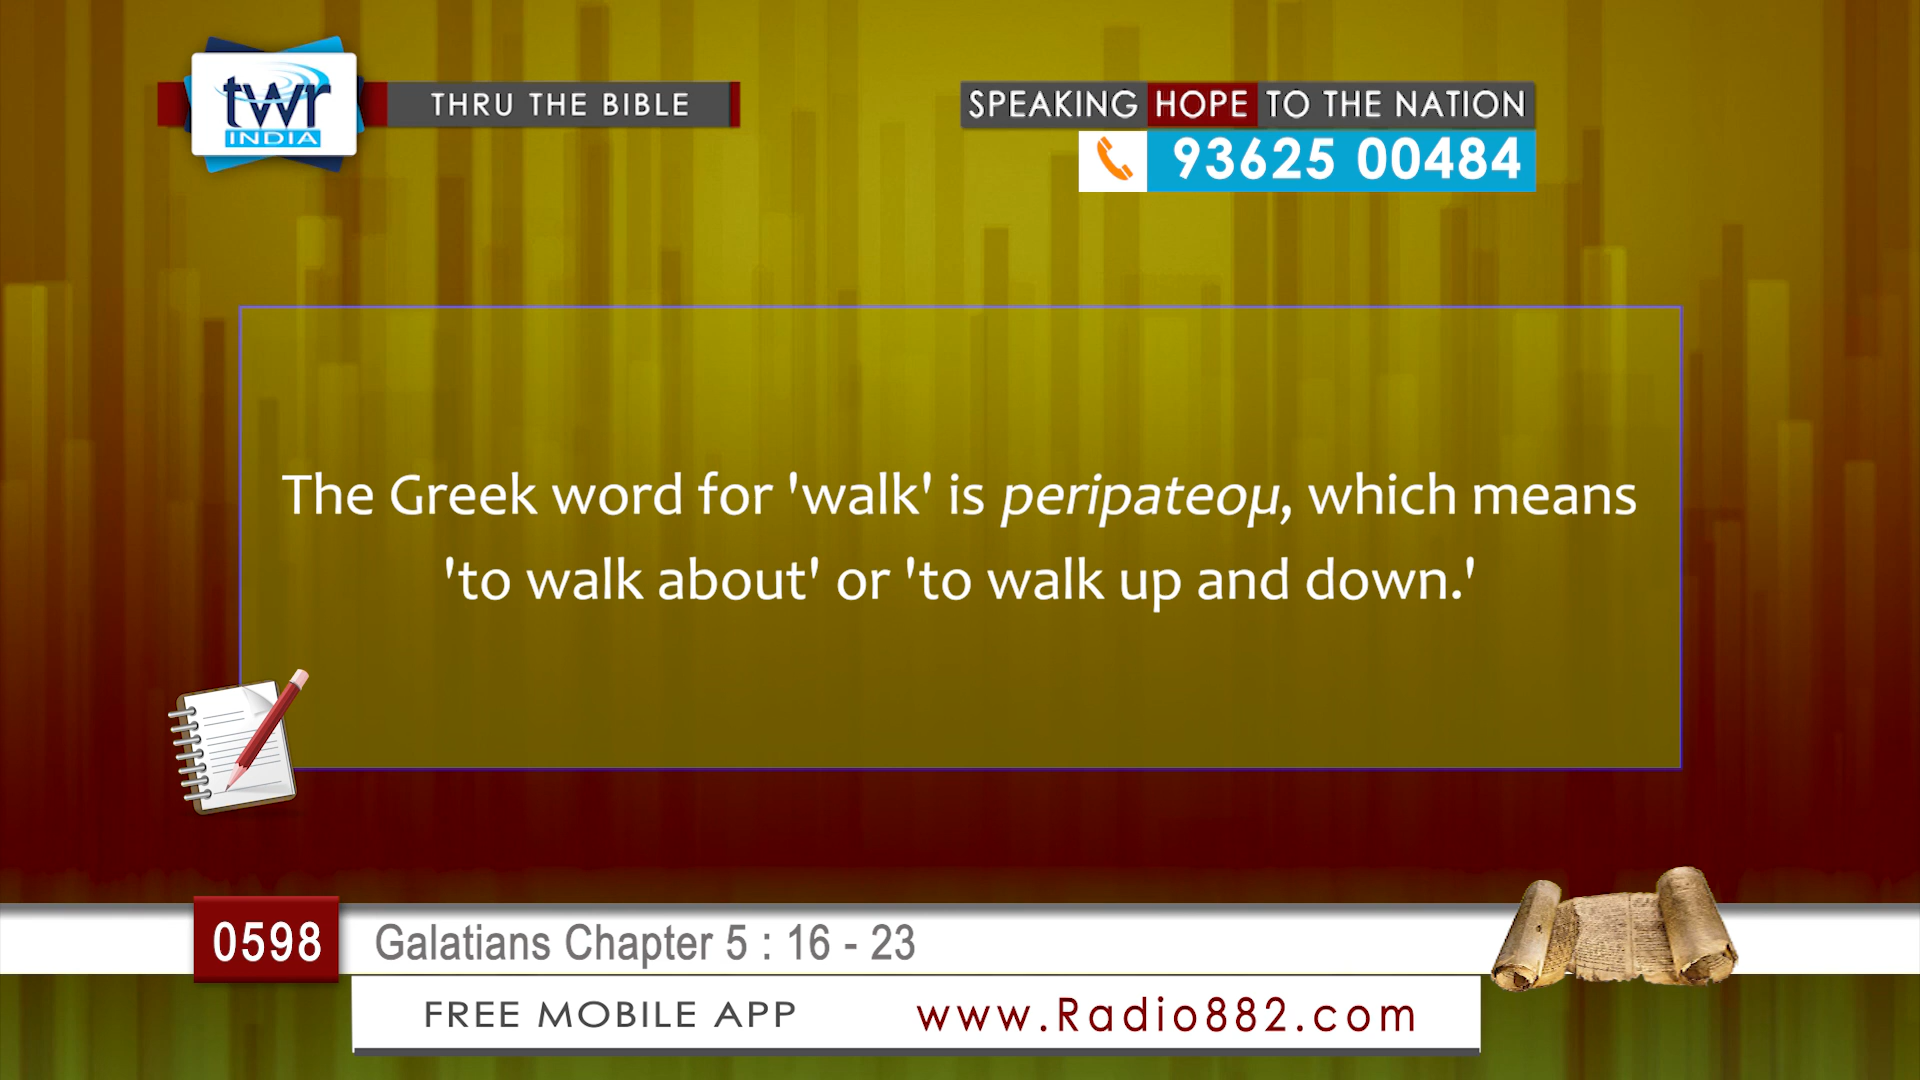 twr
INDIA
THRU THE BIBLE
SPEAKING HOPE TO THE NATION
93625 00484
The Greek word for 'walk' is peripateoμ, which means
'to walk about' or 'to walk up and down.'
0598
Galatians Chapter 5 : 16 - 23
FREE MOBILE APP
www.Radio882.com